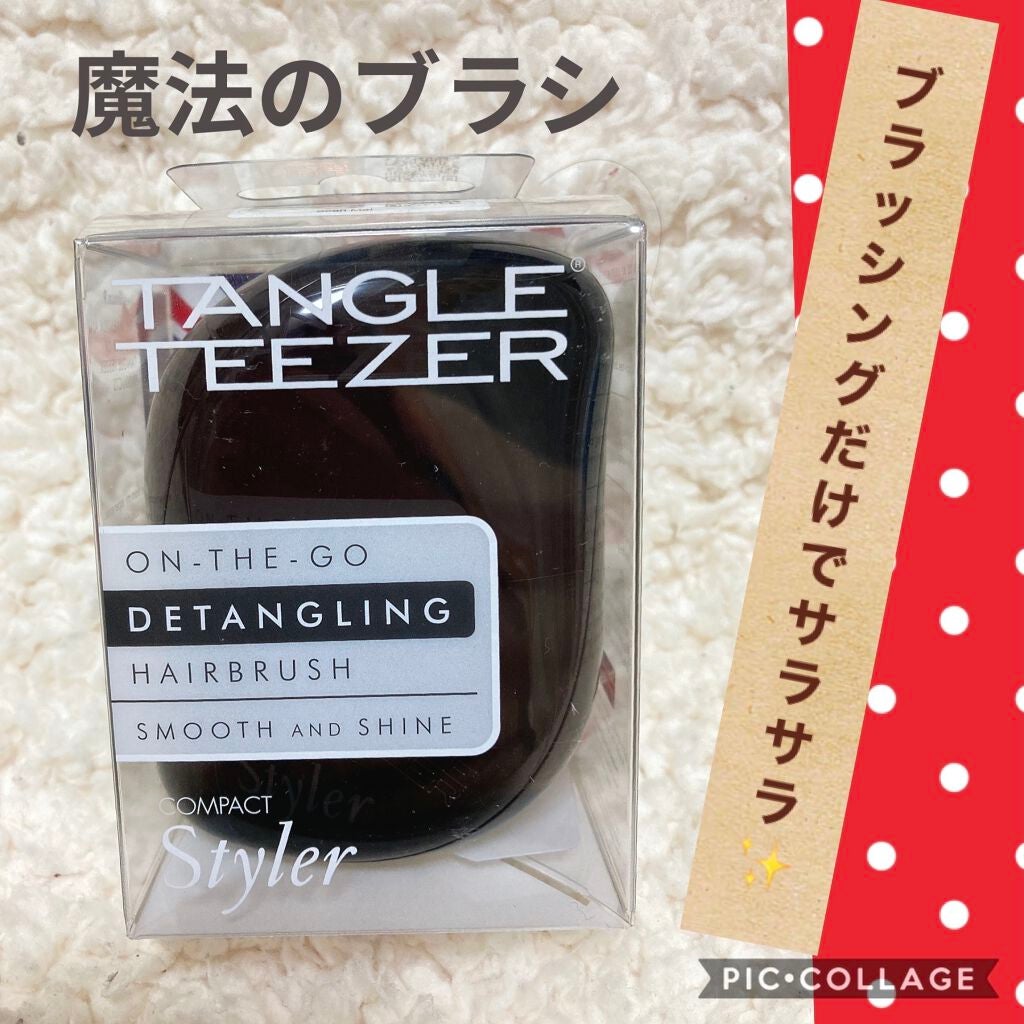 魔法のブラシ
TANGLE®
TEEZER
ON-THE-GO
DETANGLING
HAIRBRUSH
SMOOTH AND SHINE
COMPACT
Styler
Styler
ブラッシングだけでサラサラ✨
PIC•COLLAGE